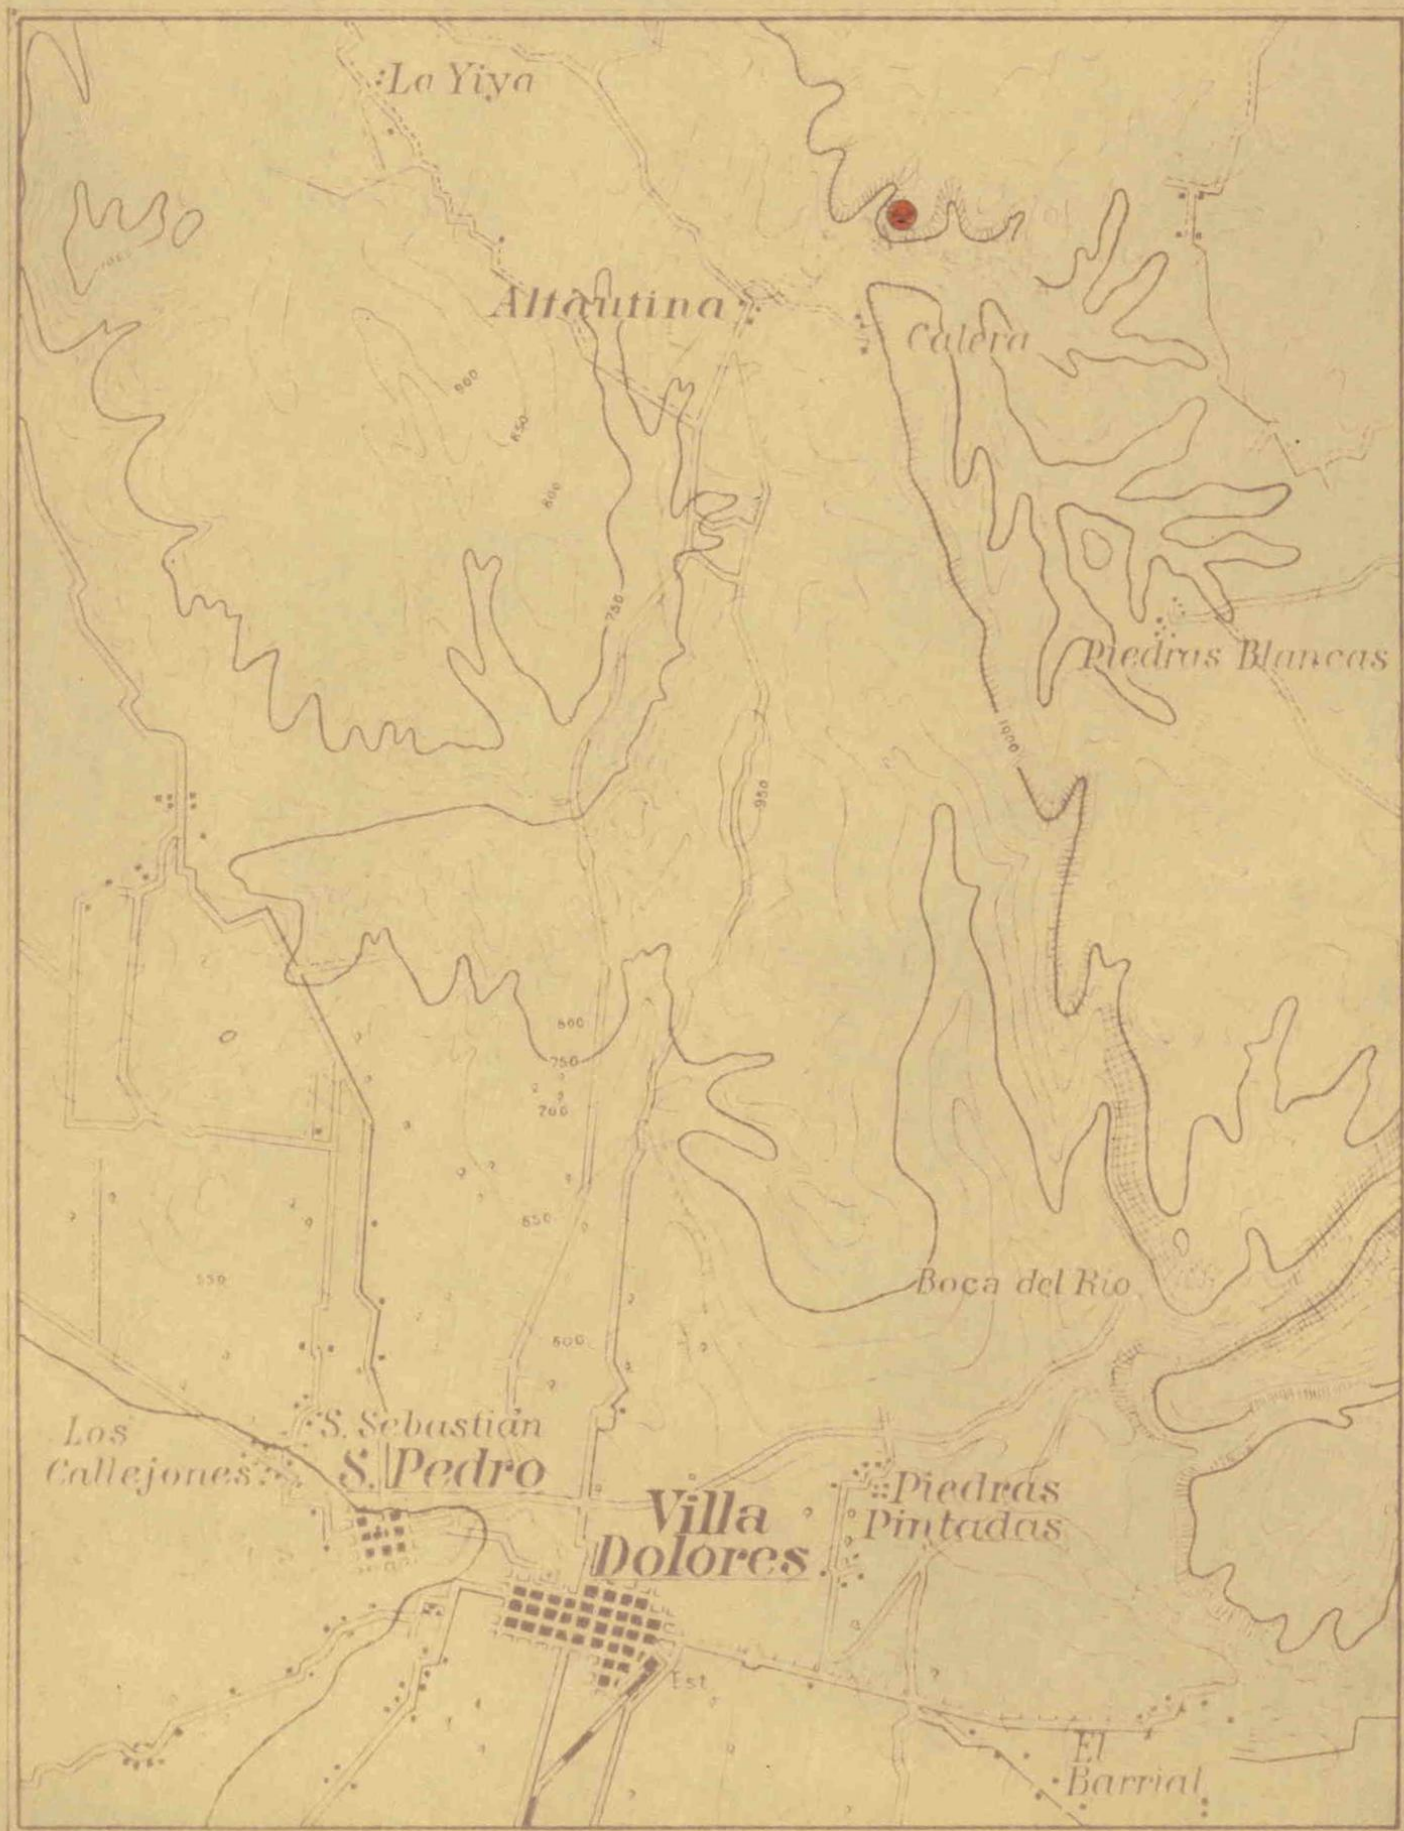 La Yiya
Altautina
Calera
900
850
800
750
Piedras Blancas
1000
950
800
750
700
650
550
Boca del Rio
600
S. Sebastián
Los
Callejones
S. Pedro
Villa
Dolores
Piedras
Pintadas
Est.
El
Barrial